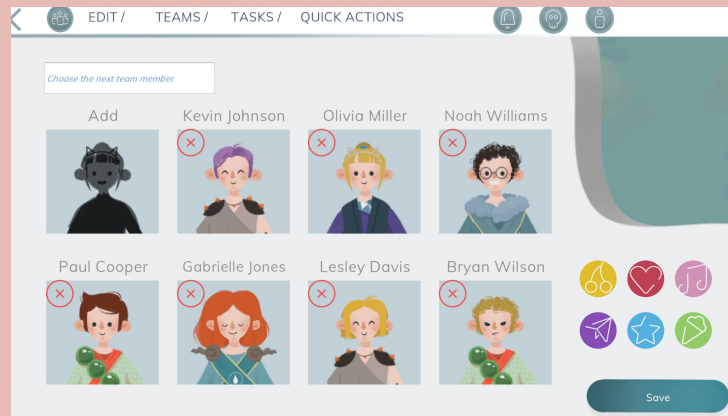 EDIT / TEAMS / TASKS / QUICK ACTIONS
Choose the next team member
Add Kevin Johnson Olivia Miller Noah Williams
Paul Cooper Gabrielle Jones Lesley Davis Bryan Wilson
Save